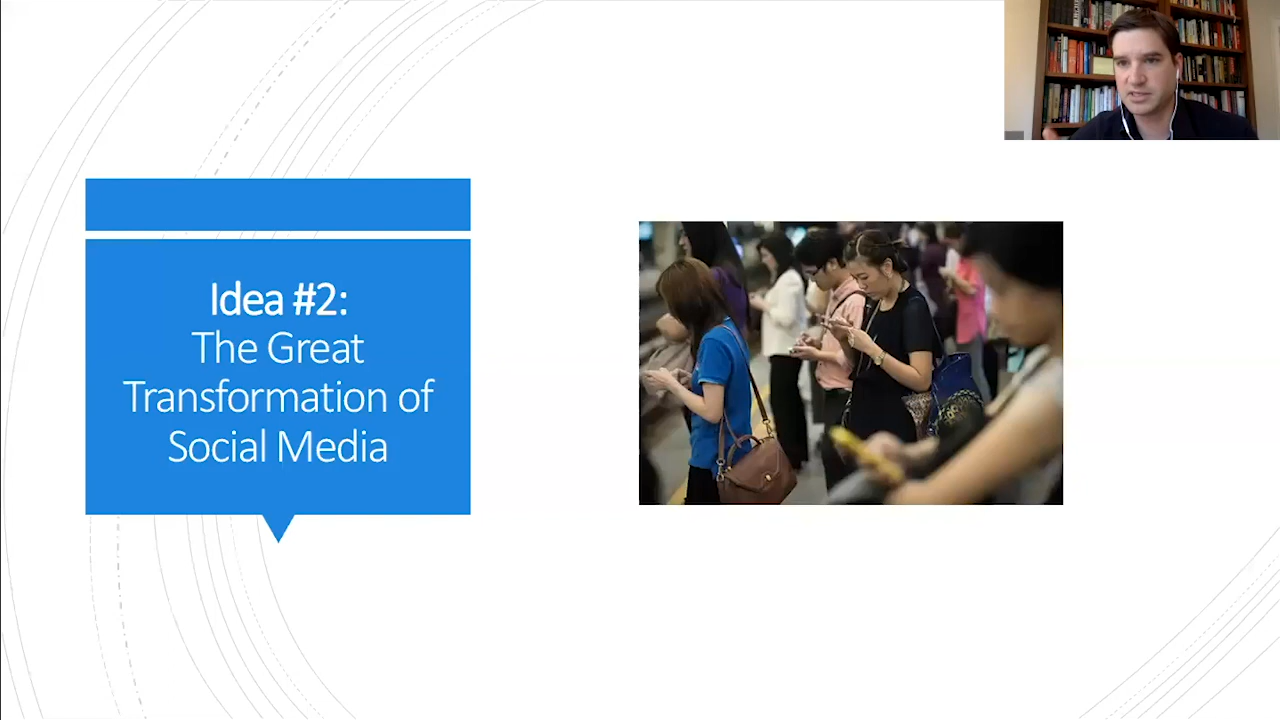 Idea #2:
The Great
Transformation of
Social Media